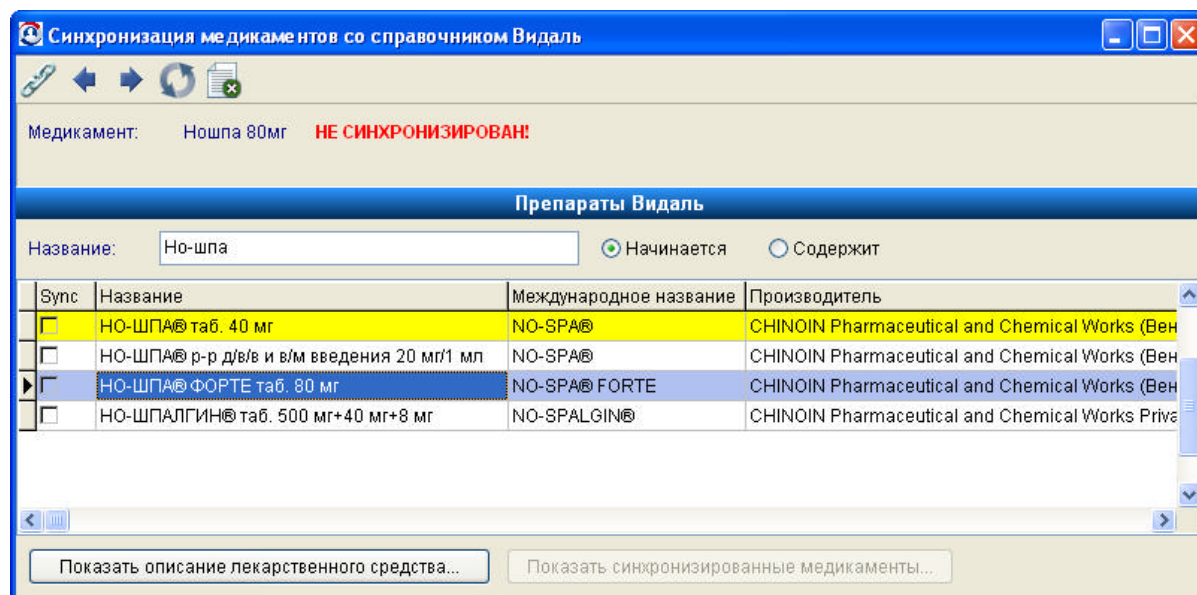 Синхронизация медикаментов со справочником Видаль
Медикамент: Ношпа 80мг НЕ СИНХРОНИЗИРОВАН!
Препараты Видаль
Название: Но-шпа Начинается Содержит
Sync Название Международное название Производитель
НО-ШПА® таб. 40 мг NO-SPA® CHINOIN Pharmaceutical and Chemical Works (Вен
НО-ШПА® р-р д/в/в и в/м введения 20 мг/1 мл NO-SPA® CHINOIN Pharmaceutical and Chemical Works (Вен
НО-ШПА® ФОРТЕ таб. 80 мг NO-SPA® FORTE CHINOIN Pharmaceutical and Chemical Works (Вен
НО-ШПАЛГИН® таб. 500 мг+40 мг+8 мг NO-SPALGIN® CHINOIN Pharmaceutical and Chemical Works Priva
Показать описание лекарственного средства... Показать синхронизированные медикаменты...